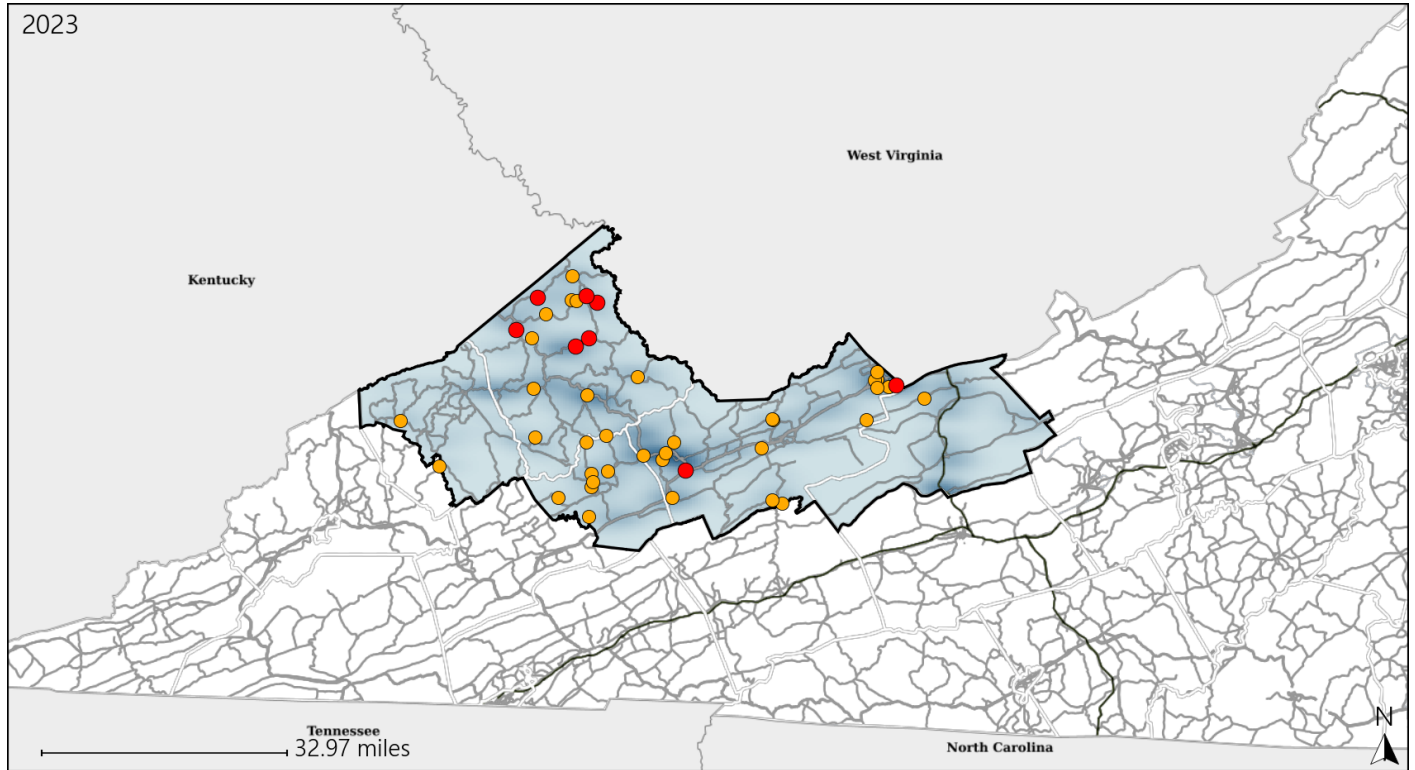 2023
West Virginia
Kentucky
Tennessee
32.97 miles
North Carolina
N